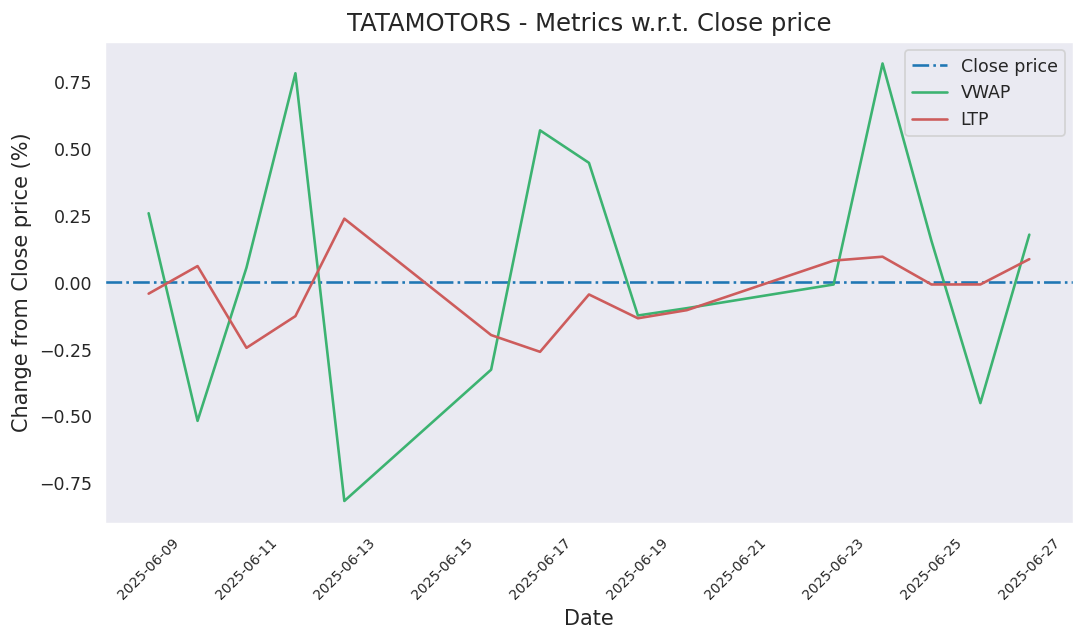 TATAMOTORS - Metrics w.r.t. Close price
Change from Close price (%)
0.75
0.50
0.25
0.00
−0.25
−0.50
−0.75
Close price
VWAP
LTP
2025-06-09
2025-06-11
2025-06-13
2025-06-15
2025-06-17
2025-06-19
2025-06-21
2025-06-23
2025-06-25
2025-06-27
Date